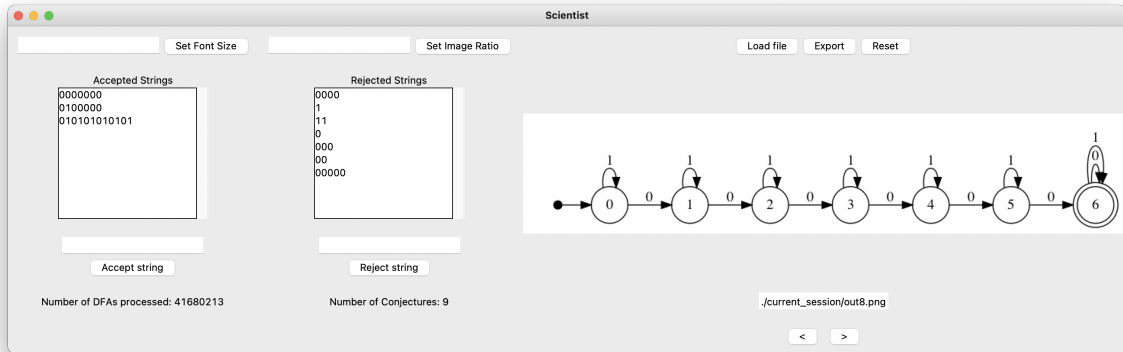 Scientist
Set Font Size
Set Image Ratio
Load file
Export
Reset
Accepted Strings
0000000
0100000
010101010101
Rejected Strings
0000
1
11
0
000
00
00000
1 1 1 1 1 1 1
0
0 0 1 0 2 0 3 0 4 0 5 0 6
Accept string
Reject string
Number of DFAs processed: 41680213
Number of Conjectures: 9
./current_session/out8.png
< >